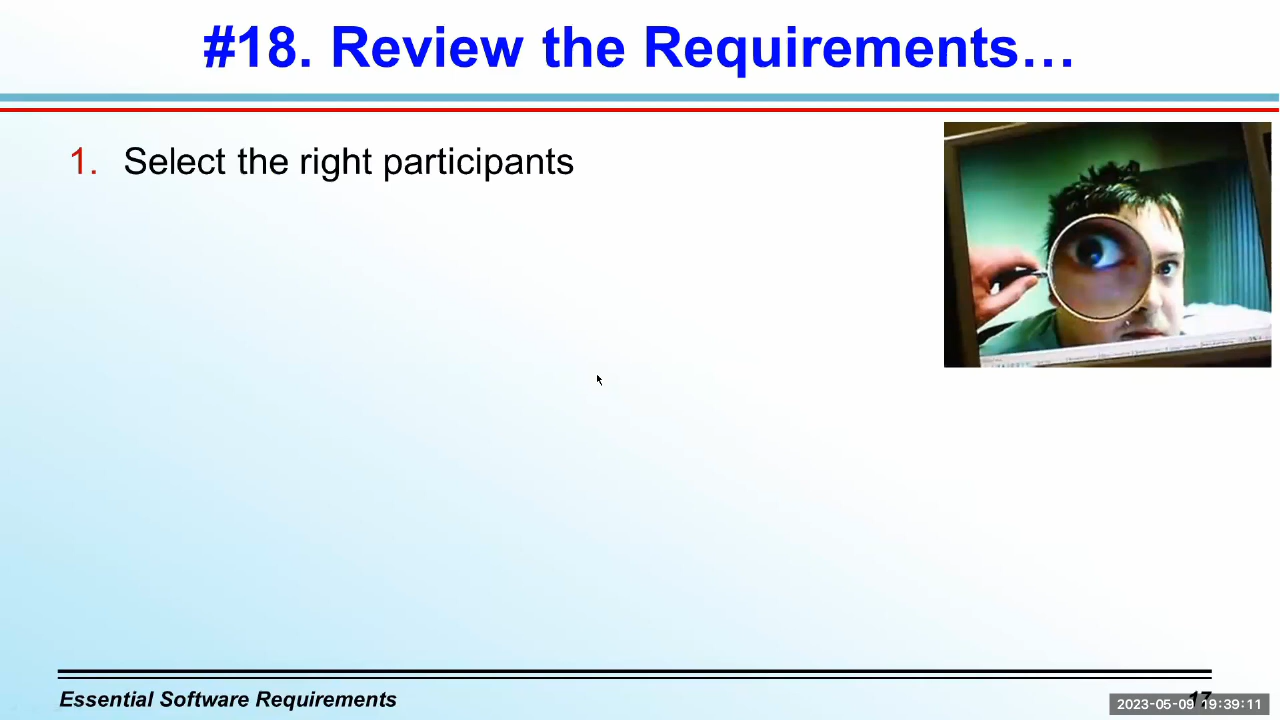 #18. Review the Requirements…
1. Select the right participants
Essential Software Requirements
17
2023-05-09 19:39:11